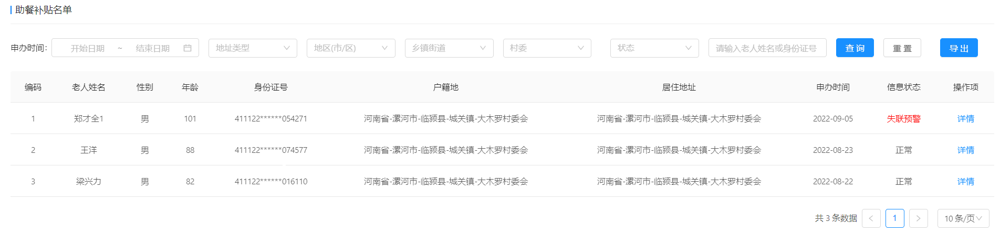 助餐补贴名单
申办时间: 开始日期 ~ 结束日期 地址类型 地区(市/区) 乡镇街道 村委 状态 请输入老人姓名或身份证号 查 询 重 置 导 出
编码 老人姓名 性别 年龄 身份证号 户籍地 居住地址 申办时间 信息状态 操作项
1 郑才全1 男 101 411122******054271 河南省-漯河市-临颍县-城关镇-大木罗村委会 河南省-漯河市-临颍县-城关镇-大木罗村委会 2022-09-05 失联预警 详情
2 王洋 男 88 411122******074577 河南省-漯河市-临颍县-城关镇-大木罗村委会 河南省-漯河市-临颍县-城关镇-大木罗村委会 2022-08-23 正常 详情
3 梁兴力 男 82 411122******016110 河南省-漯河市-临颍县-城关镇-大木罗村委会 河南省-漯河市-临颍县-城关镇-大木罗村委会 2022-08-22 正常 详情
共 3 条数据 < 1 > 10 条/页